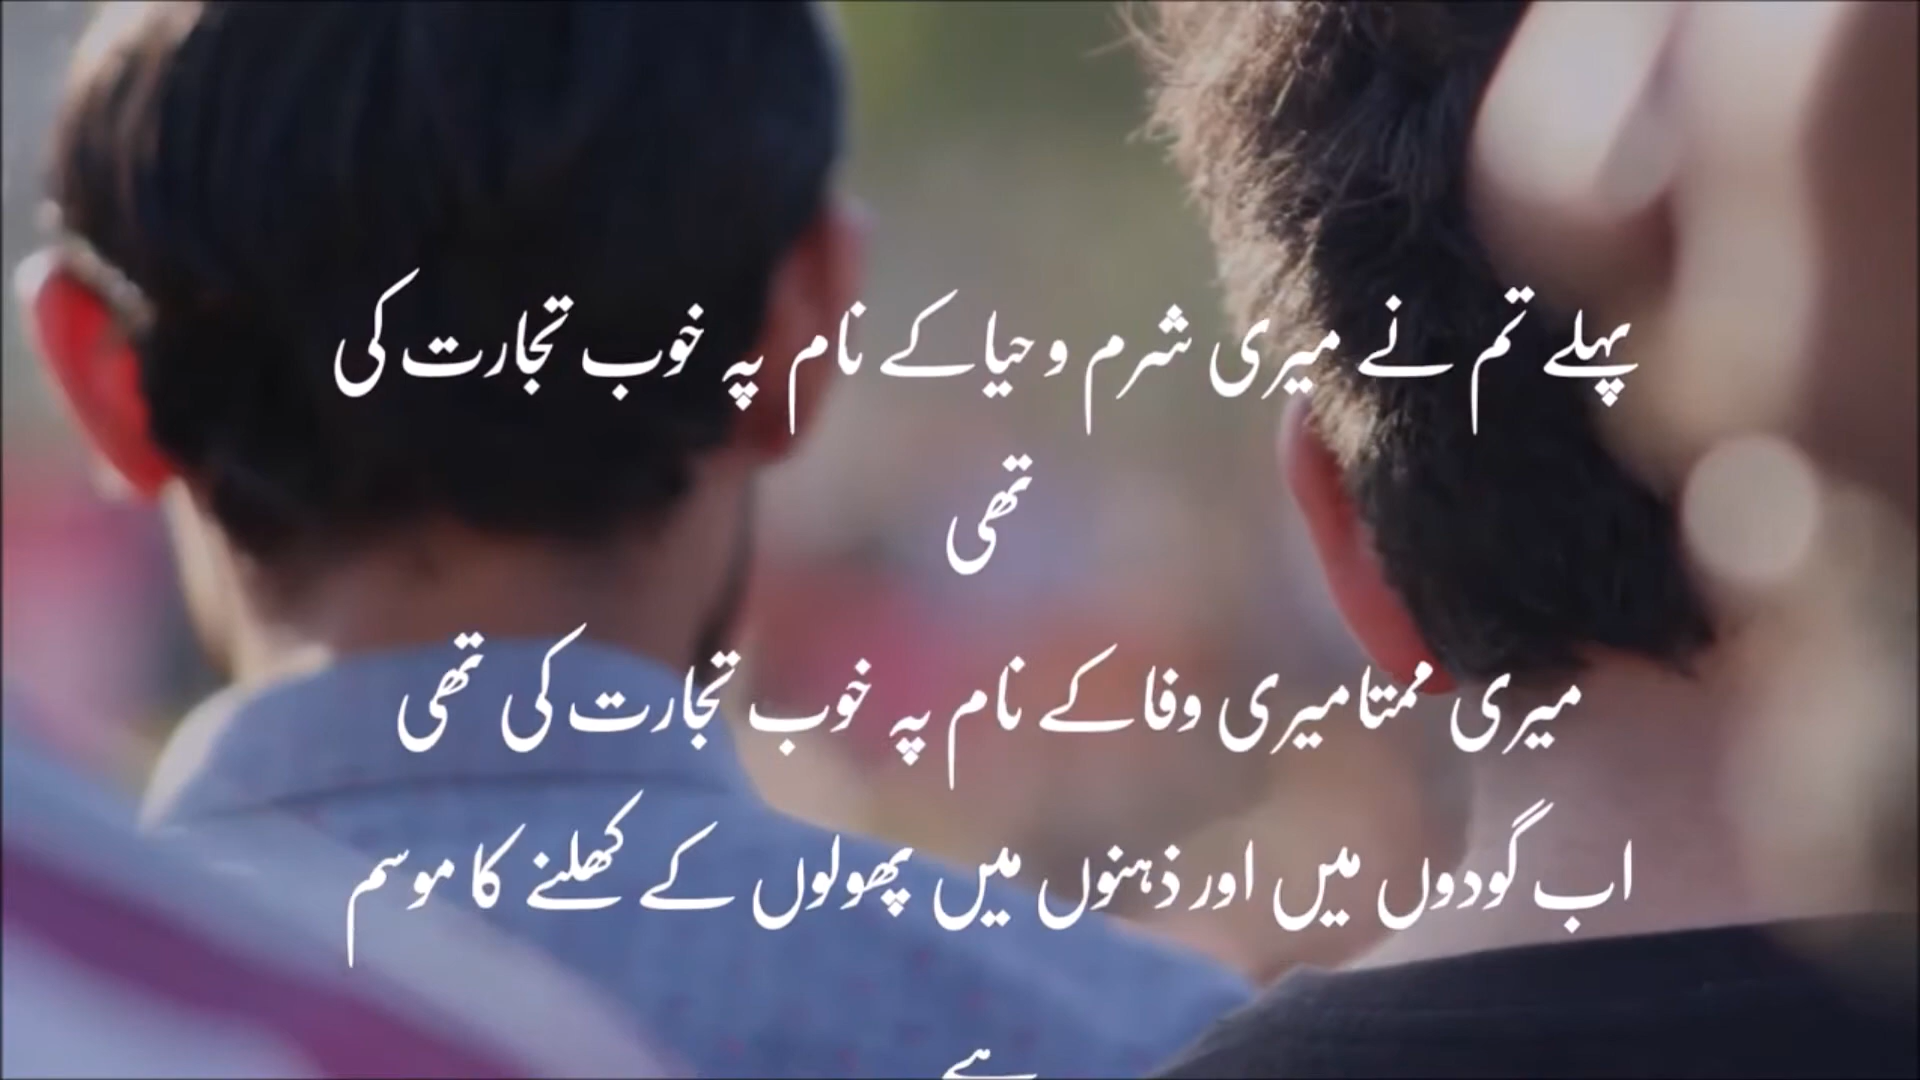 پہلے تم نے میری شرم و حیا کے نام پہ خوب تجارت کی
تھی
میری ممتا میری وفا کے نام پہ خوب تجارت کی تھی
اب گودوں میں اور ذہنوں میں پھولوں کے کھلنے کا موسم
ہے